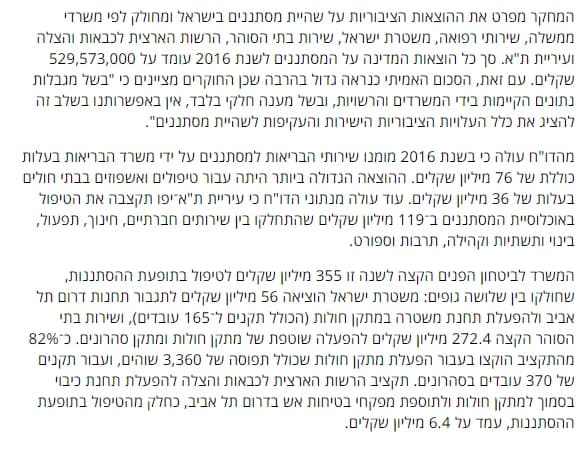 המחקר מפרט את ההוצאות הציבוריות על שהיית מסתננים בישראל ומחולק לפי משרדי
ממשלה, שירותי רפואה, משטרת ישראל, שירות בתי הסוהר, הרשות הארצית לכבאות והצלה
ועיריית ת"א. סך כל הוצאות המדינה על המסתננים לשנת 2016 עומד על 529,573,000
שקלים. עם זאת, הסכום האמיתי כנראה גדול בהרבה שכן החוקרים מציינים כי "בשל מגבלות
נתונים הקיימות בידי המשרדים והרשויות, ובשל מענה חלקי בלבד, אין באפשרותנו בשלב זה
להציג את כלל העלויות הציבוריות הישירות והעקיפות לשהיית מסתננים".
מהדו"ח עולה כי בשנת 2016 מומנו שירותי הבריאות למסתננים על ידי משרד הבריאות בעלות
כוללת של 76 מיליון שקלים. ההוצאה הגדולה ביותר היתה עבור טיפולים ואשפוזים בבתי חולים
בעלות של 36 מיליון שקלים. עוד עולה מנתוני הדו"ח כי עיריית ת"א־יפו תקצבה את הטיפול
באוכלוסיית המסתננים ב־119 מיליון שקלים שהתחלקו בין שירותים חברתיים, חינוך, תפעול,
בינוי ותשתיות וקהילה, תרבות וספורט.
המשרד לביטחון הפנים הקצה לשנה זו 355 מיליון שקלים לטיפול בתופעת ההסתננות,
שחולקו בין שלושה גופים: משטרת ישראל הוציאה 56 מיליון שקלים לתגבור תחנות דרום תל
אביב ולהפעלת תחנת משטרה במתקן חולות (הכולל תקנים ל־165 עובדים), ושירות בתי
הסוהר הקצה 272.4 מיליון שקלים להפעלה שוטפת של מתקן חולות ומתקן סהרונים. כ־82%
מהתקציב הוקצו בעבור הפעלת מתקן חולות שכולל תפוסה של 3,360 שוהים, ועבור תקנים
של 370 עובדים בסהרונים. תקציב הרשות הארצית לכבאות והצלה להפעלת תחנת כיבוי
בסמוך למתקן חולות ולתוספת מפקחי בטיחות אש בדרום תל אביב, כחלק מהטיפול בתופעת
ההסתננות, עמד על 6.4 מיליון שקלים.